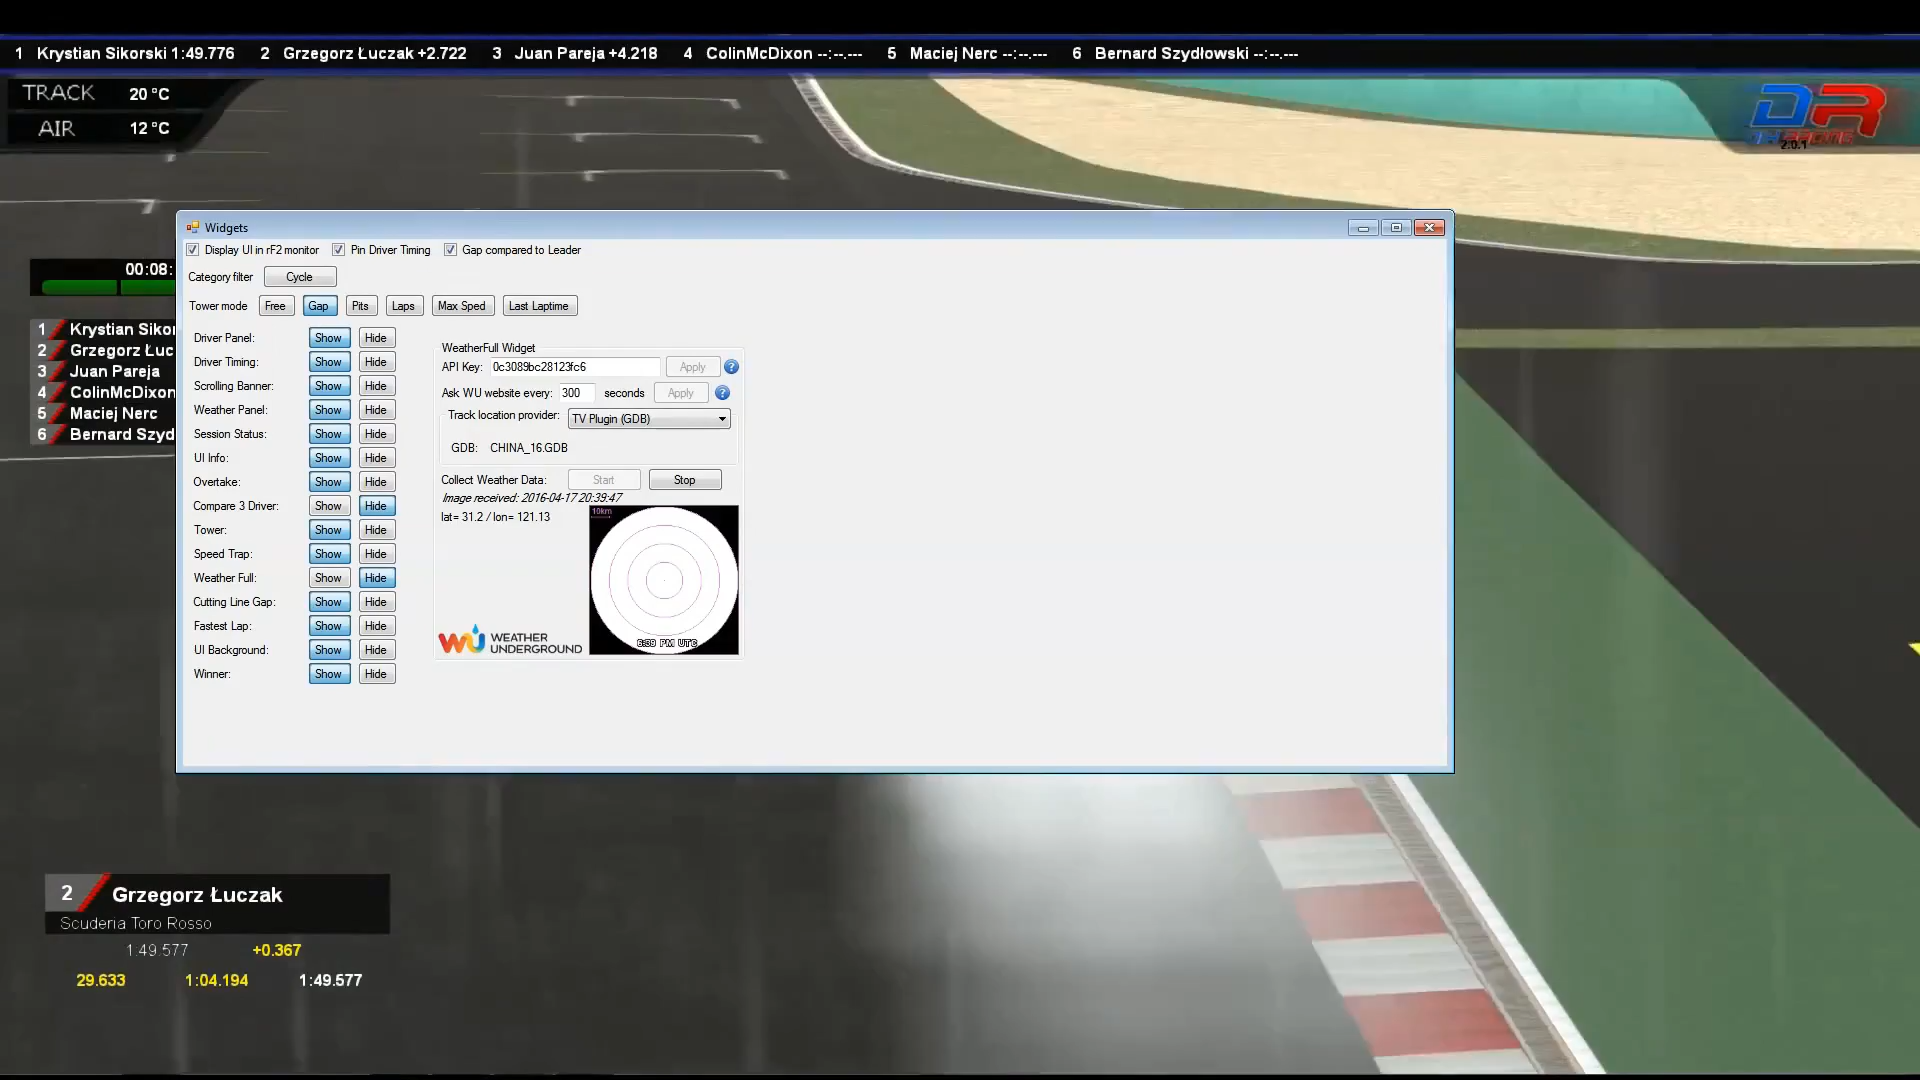 1 Krystian Sikorski 1:49.776 2 Grzegorz Łuczak +2.722 3 Juan Pareja +4.218 4 ColinMcDixon --:--.--- 5 Maciej Nerc --:--.--- 6 Bernard Szydłowski --:--.---
TRACK 20 °C
AIR 12 °C
DR
2.0.1
00:08:
1 Krystian Sikor
2 Grzegorz Łuc
3 Juan Pareja
4 ColinMcDixon
5 Maciej Nerc
6 Bernard Szyd
Widgets
Display UI in rF2 monitor Pin Driver Timing Gap compared to Leader
Category filter Cycle
Tower mode Free Gap Pits Laps Max Sped Last Laptime
Driver Panel: Show Hide
Driver Timing: Show Hide
Scrolling Banner: Show Hide
Weather Panel: Show Hide
Session Status: Show Hide
UI Info: Show Hide
Overtake: Show Hide
Compare 3 Driver: Show Hide
Tower: Show Hide
Speed Trap: Show Hide
Weather Full: Show Hide
Cutting Line Gap: Show Hide
Fastest Lap: Show Hide
UI Background: Show Hide
Winner: Show Hide
WeatherFull Widget
API Key: 0c3089bc28123fc6 Apply ?
Ask WU website every: 300 seconds Apply ?
Track location provider: TV Plugin (GDB)
GDB: CHINA_16.GDB
Collect Weather Data: Start Stop
Image received: 2016-04-17 20:39:47
lat= 31.2 / lon= 121.13
10km
6:39 PM UTC
WU WEATHER
UNDERGROUND
2 Grzegorz Łuczak
Scuderia Toro Rosso
1:49.577 +0.367
29.633 1:04.194 1:49.577